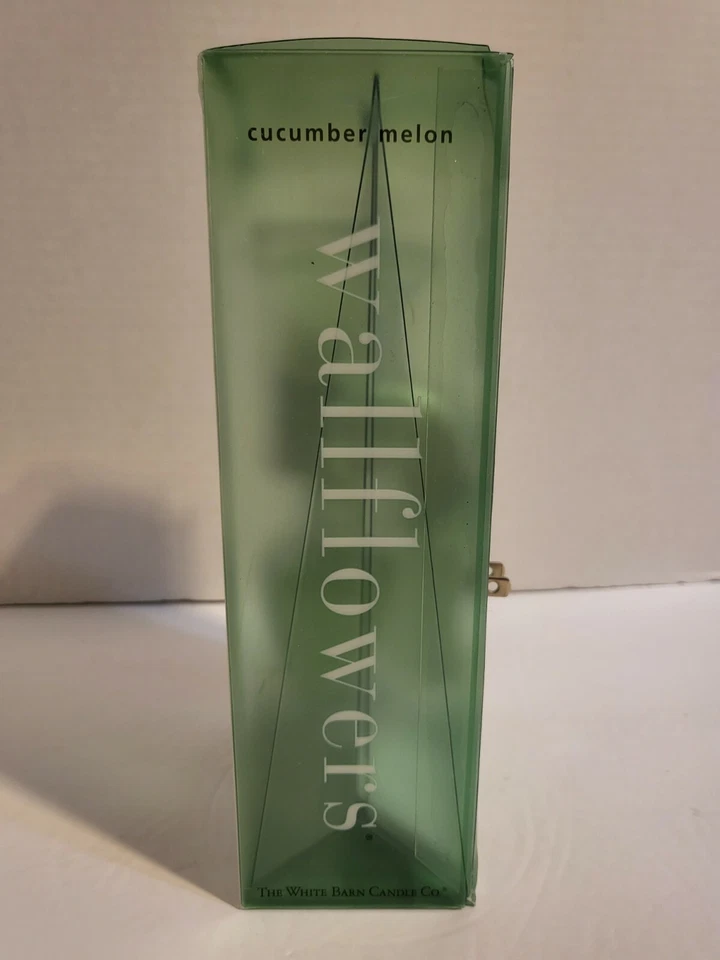 cucumber melon
wallflowers®
THE WHITE BARN CANDLE CO.®